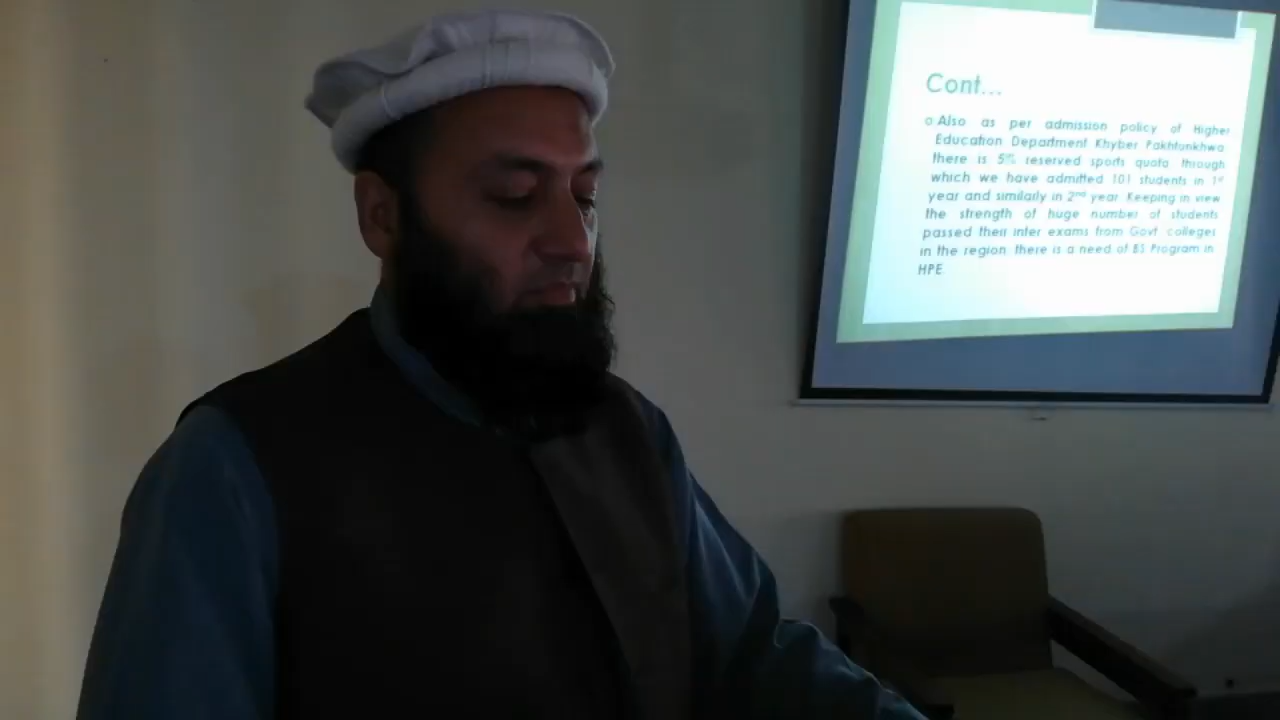 Cont...
Also as per admission policy of Higher
Education Department Khyber Pakhtunkhwa
there is 5% reserved sports quota through
which we have admitted 101 students in 1st
year and similarly in 2nd year. Keeping in view
the strength of huge number of students
passed their inter exams from Govt. colleges
in the region there is a need of BS Program in
HPE